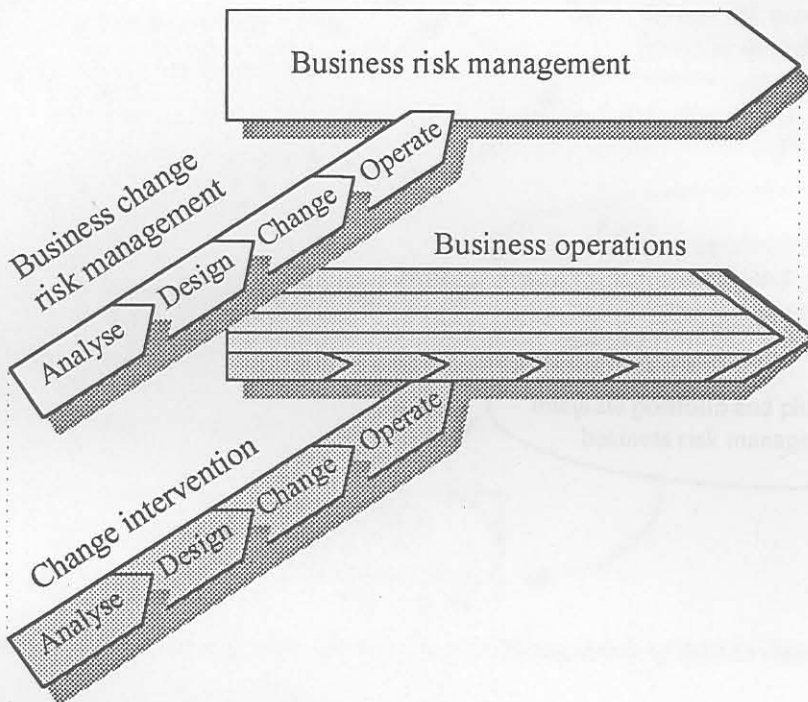 Business risk management
Business change
risk management
Analyse
Design
Change
Operate
Business operations
Change intervention
Analyse
Design
Change
Operate